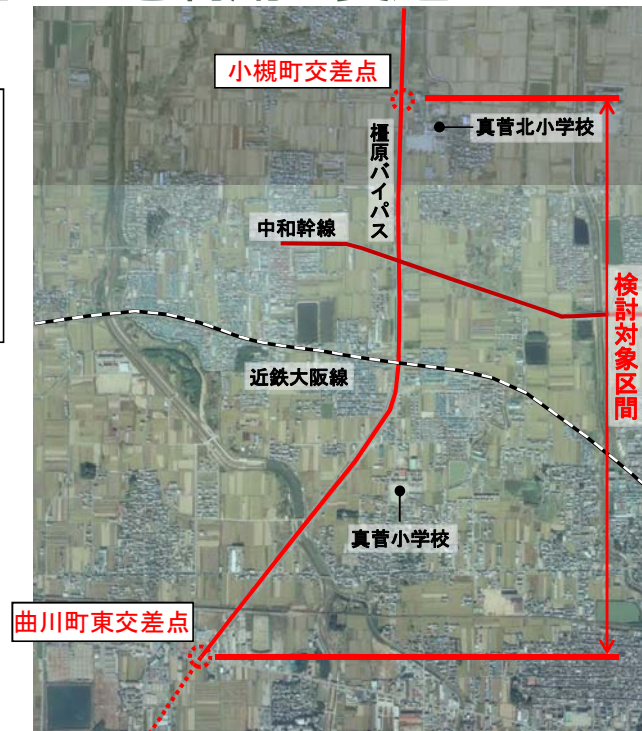 小槻町交差点
真菅北小学校
橿原バイパス
中和幹線
検討対象区間
近鉄大阪線
真菅小学校
曲川町東交差点